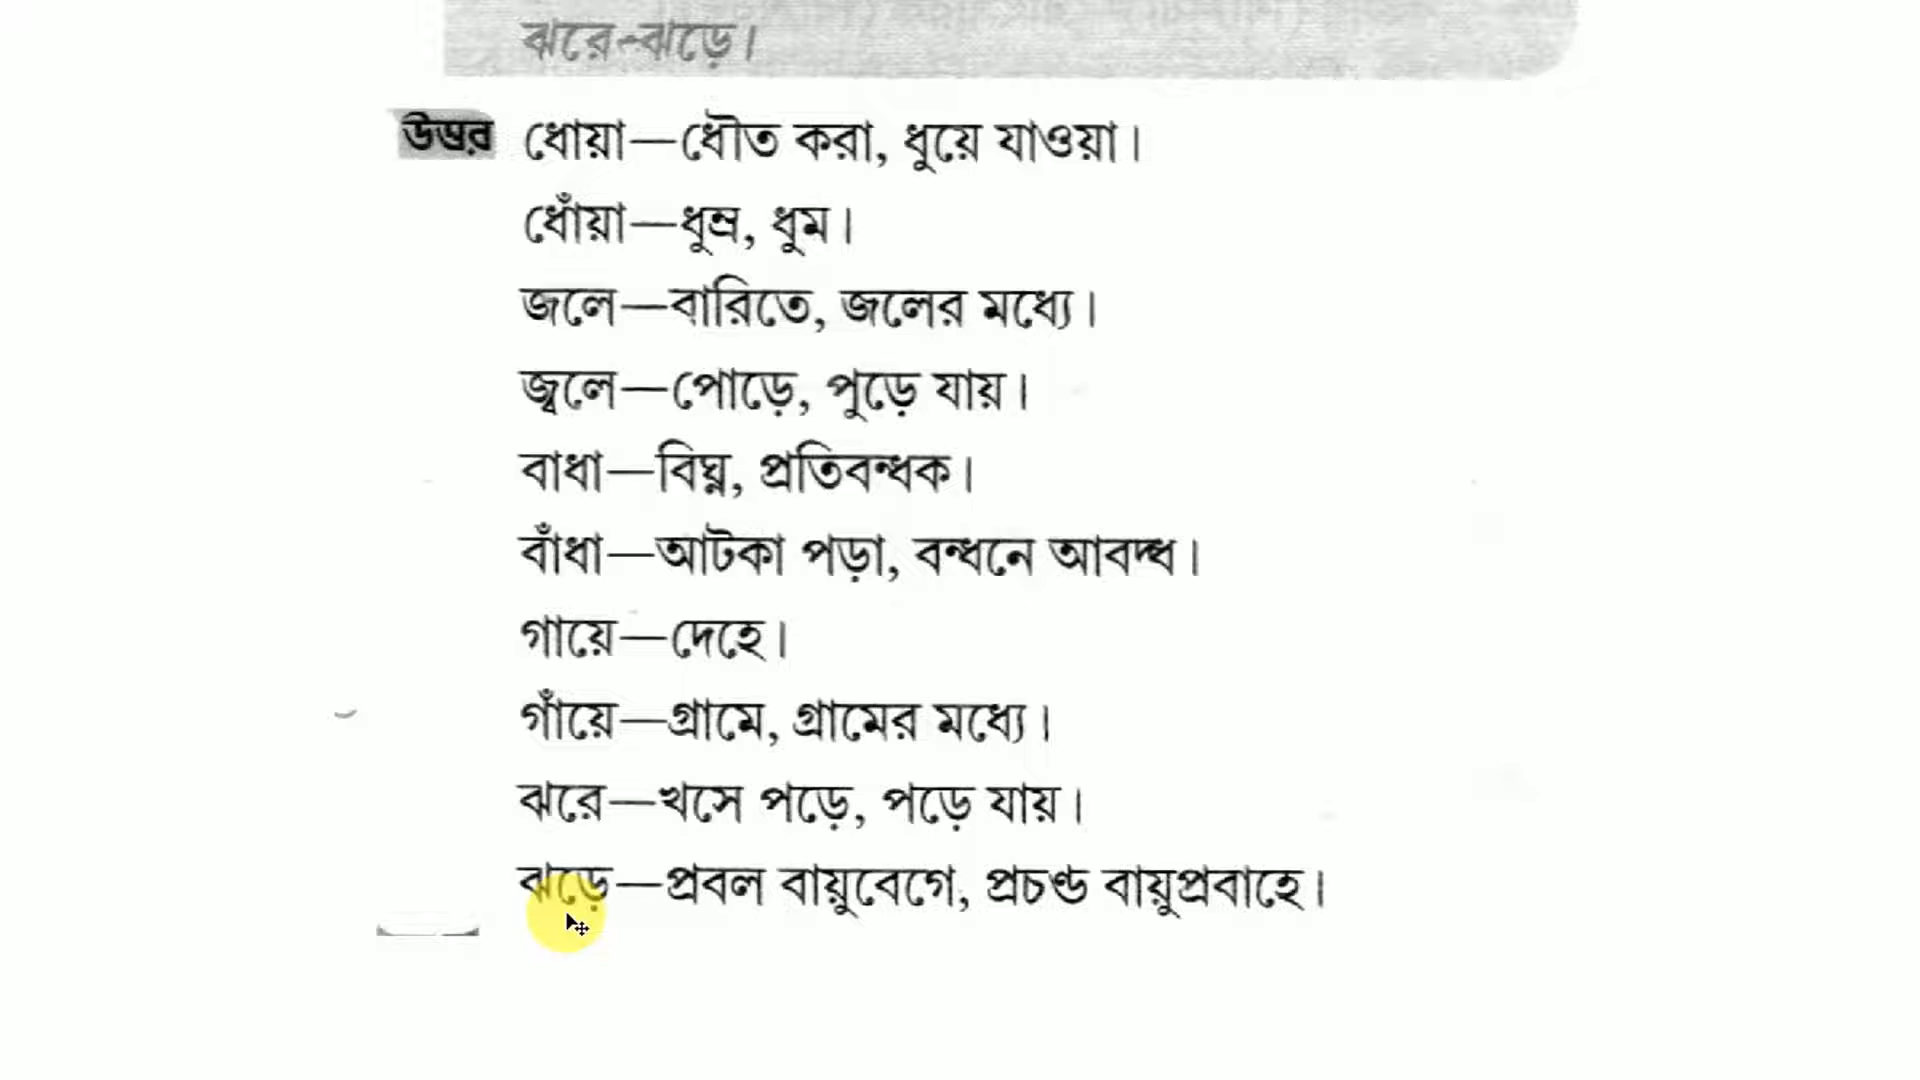 ঝরে-ঝড়ে।
উত্তর ধোয়া—ধৌত করা, ধুয়ে যাওয়া।
ধোঁয়া—ধুম্র, ধুম।
জলে—বারিতে, জলের মধ্যে।
জ্বলে—পোড়ে, পুড়ে যায়।
বাধা—বিঘ্ন, প্রতিবন্ধক।
বাঁধা—আটকা পড়া, বন্ধনে আবদ্ধ।
গায়ে—দেহে।
গাঁয়ে—গ্রামে, গ্রামের মধ্যে।
ঝরে—খসে পড়ে, পড়ে যায়।
ঝড়ে—প্রবল বায়ুবেগে, প্রচণ্ড বায়ুপ্রবাহে।